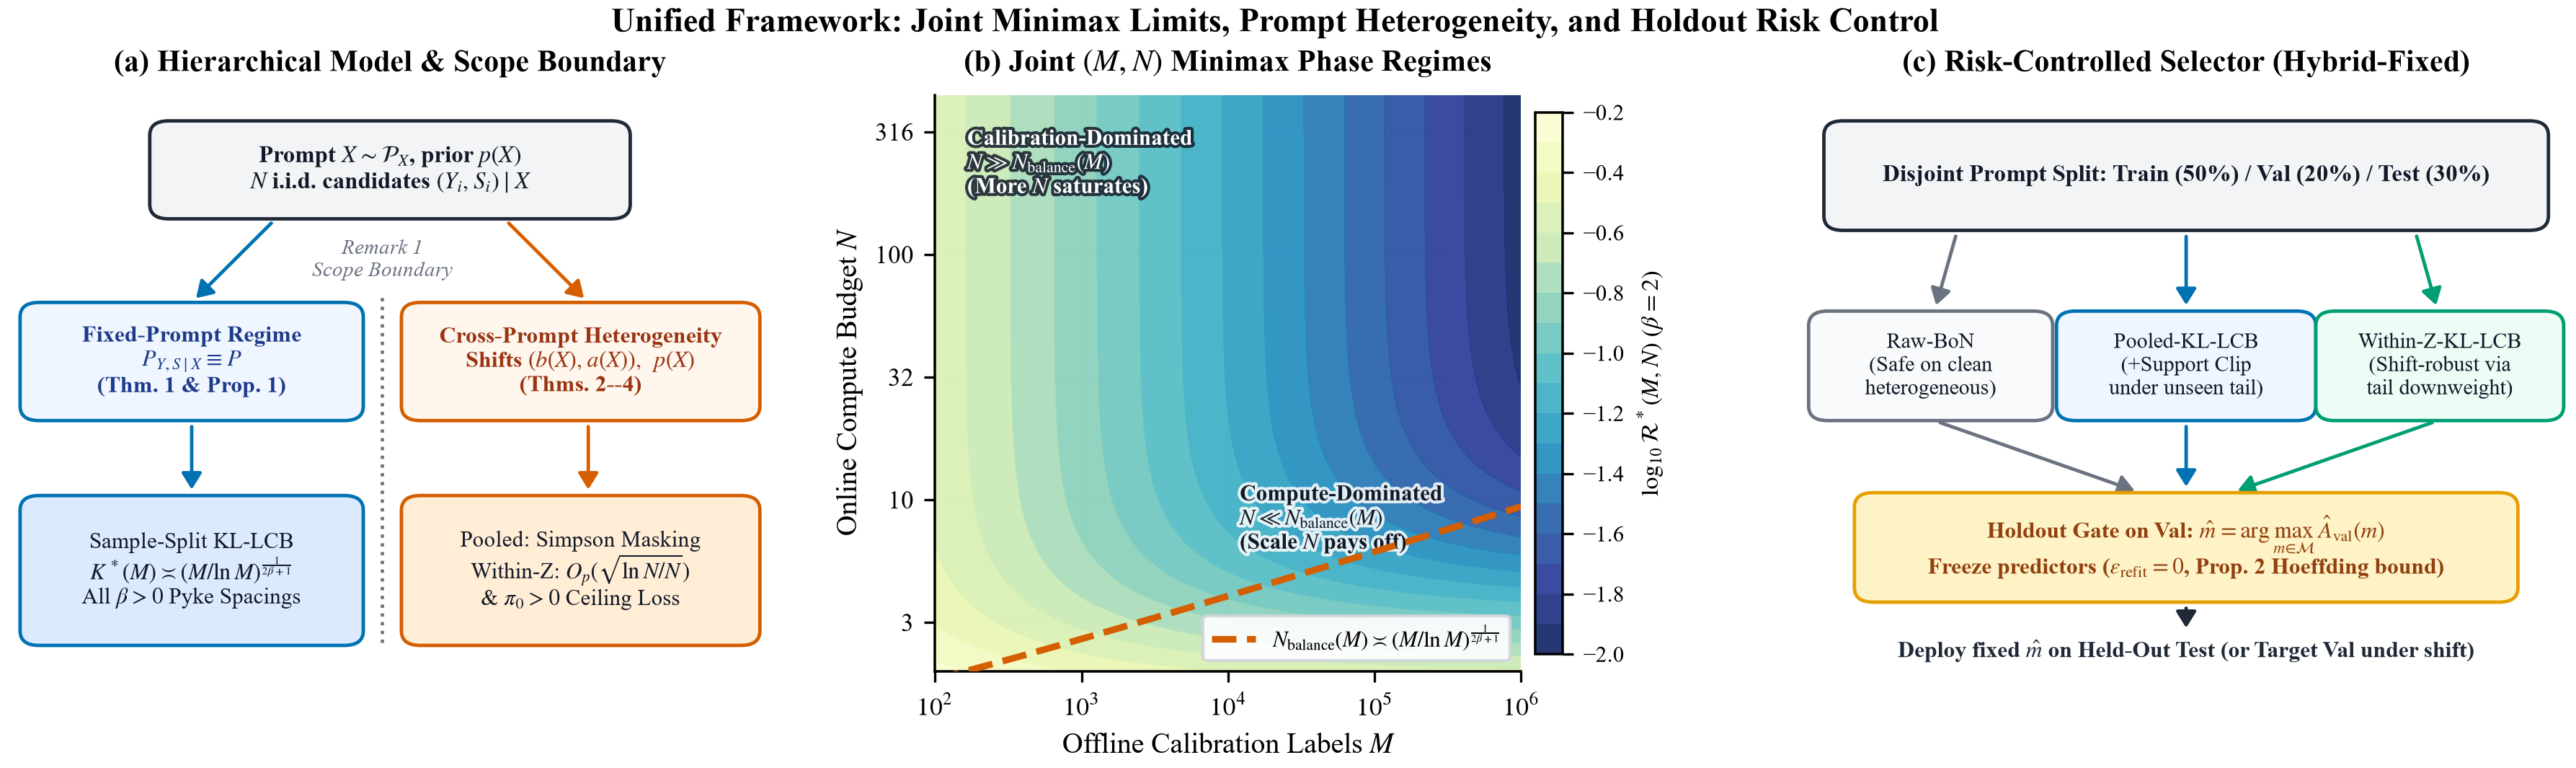 Unified Framework: Joint Minimax Limits, Prompt Heterogeneity, and Holdout Risk Control
(a) Hierarchical Model & Scope Boundary
Prompt X ~ 𝒫_X, prior p(X)
N i.i.d. candidates (Y_i, S_i) | X
Remark 1
Scope Boundary
Fixed-Prompt Regime
P_{Y,S|X} ≡ P
(Thm. 1 & Prop. 1)
Cross-Prompt Heterogeneity
Shifts (b(X), a(X)), p(X)
(Thms. 2--4)
Sample-Split KL-LCB
K*(M) ≍ (M/ln M)^{1/(2β+1)}
All β > 0 Pyke Spacings
Pooled: Simpson Masking
Within-Z: O_p(√(ln N/N))
& π₀ > 0 Ceiling Loss
(b) Joint (M, N) Minimax Phase Regimes
Online Compute Budget N
316
100
32
10
3
Calibration-Dominated
N ≫ N_balance(M)
(More N saturates)
Compute-Dominated
N ≪ N_balance(M)
(Scale N pays off)
N_balance(M) ≍ (M/ln M)^{1/(2β+1)}
10²
10³
10⁴
10⁵
10⁶
Offline Calibration Labels M
−0.2
−0.4
−0.6
−0.8
−1.0
−1.2
−1.4
−1.6
−1.8
−2.0
log₁₀ ℛ*(M, N) (β = 2)
(c) Risk-Controlled Selector (Hybrid-Fixed)
Disjoint Prompt Split: Train (50%) / Val (20%) / Test (30%)
Raw-BoN
(Safe on clean
heterogeneous)
Pooled-KL-LCB
(+Support Clip
under unseen tail)
Within-Z-KL-LCB
(Shift-robust via
tail downweight)
Holdout Gate on Val: m̂ = arg max_{m∈ℳ} Â_val(m)
Freeze predictors (ε_refit = 0, Prop. 2 Hoeffding bound)
Deploy fixed m̂ on Held-Out Test (or Target Val under shift)